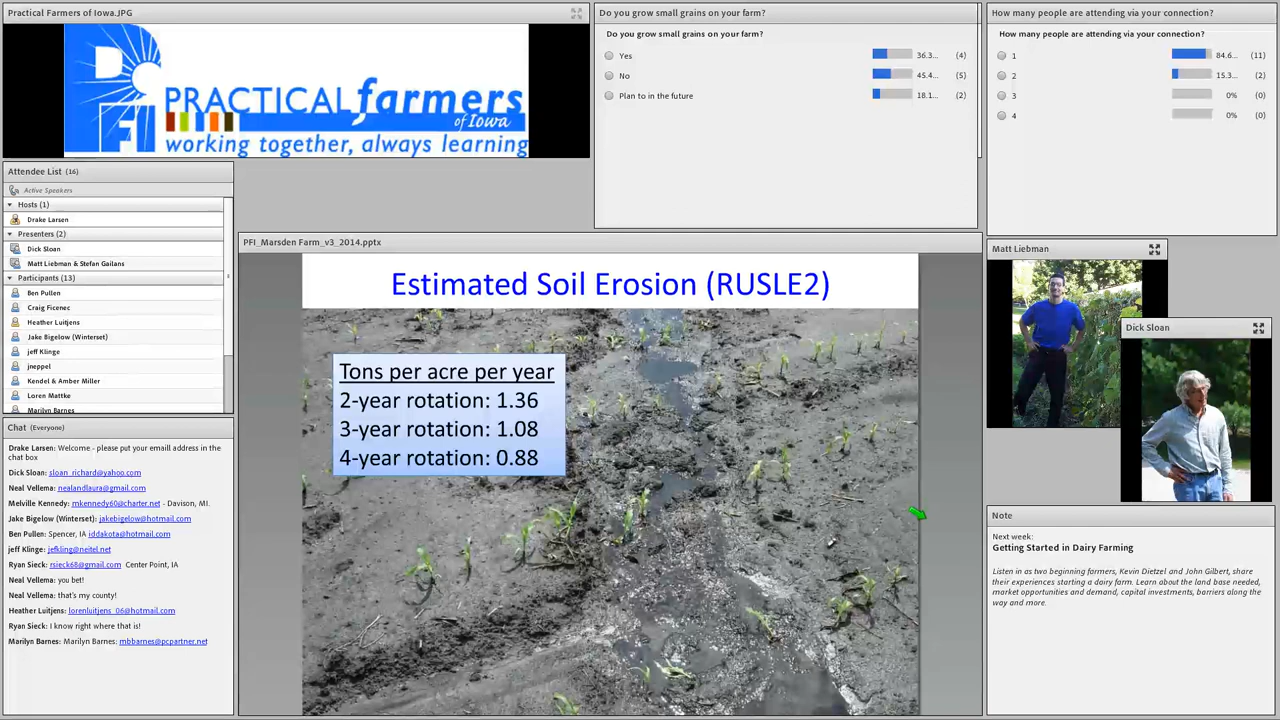 Practical Farmers of Iowa.JPG
PRACTICAL farmers
of Iowa
PFI
working together, always learning
Do you grow small grains on your farm?
Do you grow small grains on your farm?
Yes 36.3... (4)
No 45.4... (5)
Plan to in the future 18.1... (2)
How many people are attending via your connection?
How many people are attending via your connection?
1 84.6... (11)
2 15.3... (2)
3 0% (0)
4 0% (0)
Attendee List (16)
Active Speakers
Hosts (1)
Drake Larsen
Presenters (2)
Dick Sloan
Matt Liebman & Stefan Gailans
Participants (13)
Ben Pullen
Craig Ficenec
Heather Luitjens
Jake Bigelow (Winterset)
jeff Klinge
jneppel
Kendel & Amber Miller
Loren Mattke
Marilyn Barnes
Chat (Everyone)
Drake Larsen: Welcome - please put your emaill address in the
chat box
Dick Sloan: sloan_richard@yahoo.com
Neal Vellema: nealandlaura@gmail.com
Melville Kennedy: mkennedy60@charter.net - Davison, MI.
Jake Bigelow (Winterset): jakebigelow@hotmail.com
Ben Pullen: Spencer, IA iddakota@hotmail.com
jeff Klinge: jefkling@neitel.net
Ryan Sieck: rsieck68@gmail.com Center Point, IA
Neal Vellema: you bet!
Neal Vellema: that's my county!
Heather Luitjens: lorenluitjens_06@hotmail.com
Ryan Sieck: I know right where that is!
Marilyn Barnes: Marilyn Barnes: mbbarnes@pcpartner.net
PFI_Marsden Farm_v3_2014.pptx
Estimated Soil Erosion (RUSLE2)
Tons per acre per year
2-year rotation: 1.36
3-year rotation: 1.08
4-year rotation: 0.88
Matt Liebman
Dick Sloan
Note
Next week:
Getting Started in Dairy Farming
Listen in as two beginning farmers, Kevin Dietzel and John Gilbert, share
their experiences starting a dairy farm. Learn about the land base needed,
market opportunities and demand, capital investments, barriers along the
way and more.